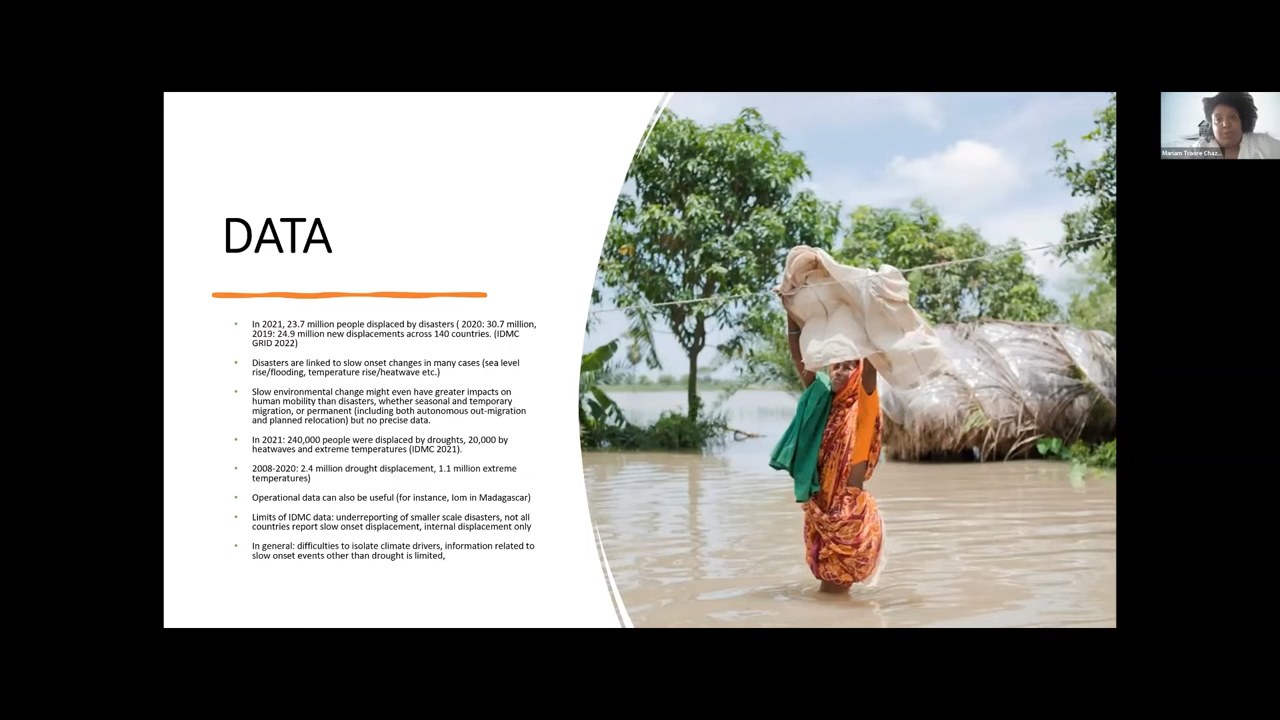 DATA
In 2021, 23.7 million people displaced by disasters ( 2020: 30.7 million,
2019: 24.9 million new displacements across 140 countries. (IDMC
GRID 2022)
Disasters are linked to slow onset changes in many cases (sea level
rise/flooding, temperature rise/heatwave etc.)
Slow environmental change might even have greater impacts on
human mobility than disasters, whether seasonal and temporary
migration, or permanent (including both autonomous out-migration
and planned relocation) but no precise data.
In 2021: 240,000 people were displaced by droughts, 20,000 by
heatwaves and extreme temperatures (IDMC 2021).
2008-2020: 2.4 million drought displacement, 1.1 million extreme
temperatures)
Operational data can also be useful (for instance, Iom in Madagascar)
Limits of IDMC data: underreporting of smaller scale disasters, not all
countries report slow onset displacement, internal displacement only
In general: difficulties to isolate climate drivers, information related to
slow onset events other than drought is limited,
Mariam Traore Chaz...